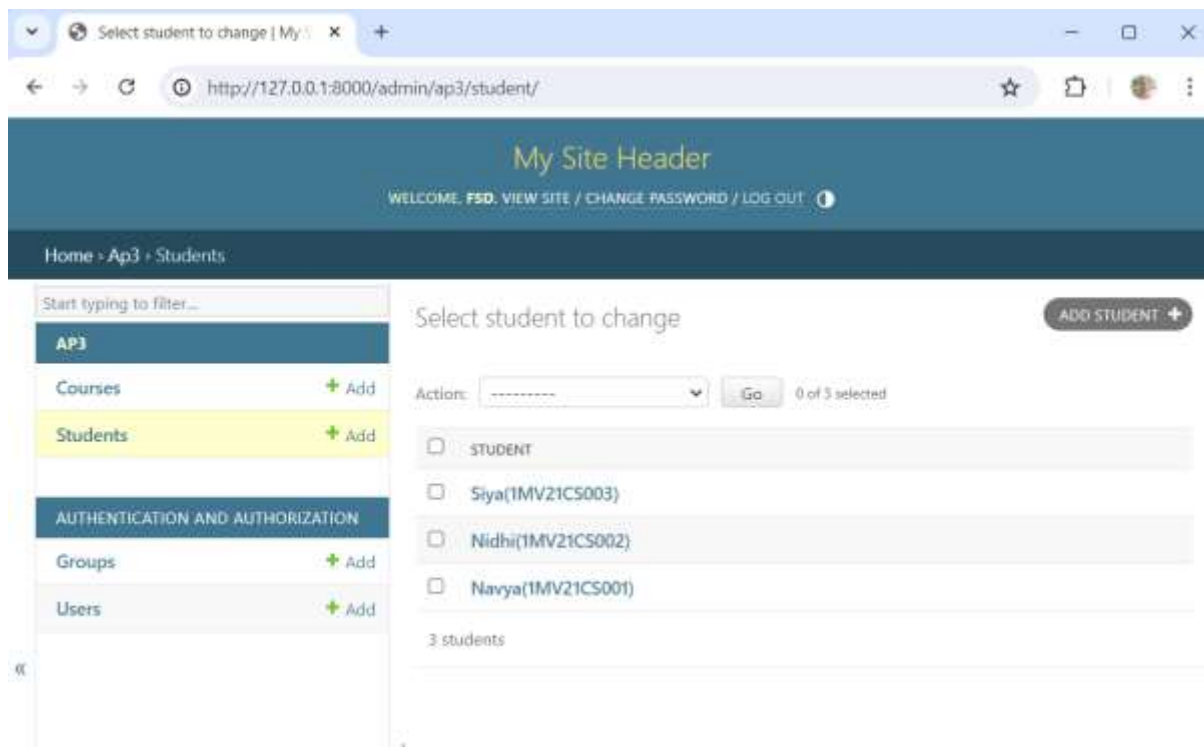 Select student to change | My S
http://127.0.0.1:8000/admin/ap3/student/
My Site Header
WELCOME, FSD. VIEW SITE / CHANGE PASSWORD / LOG OUT
Home › Ap3 › Students
Start typing to filter...
AP3
Courses + Add
Students + Add
AUTHENTICATION AND AUTHORIZATION
Groups + Add
Users + Add
«
Select student to change
ADD STUDENT +
Action: --------- Go 0 of 3 selected
STUDENT
Siya(1MV21CS003)
Nidhi(1MV21CS002)
Navya(1MV21CS001)
3 students